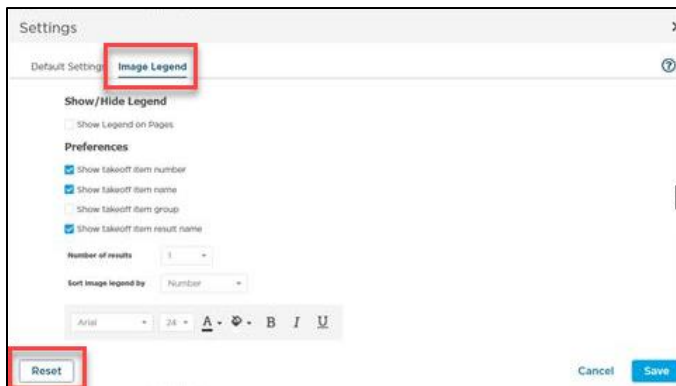 Settings
Default Setting Image Legend
Show/Hide Legend
Show Legend on Pages
Preferences
Show takeoff item number
Show takeoff item name
Show takeoff item group
Show takeoff item result name
Number of results 1
Sort image legend by Number
Arial 24 A B I U
Reset Cancel Save